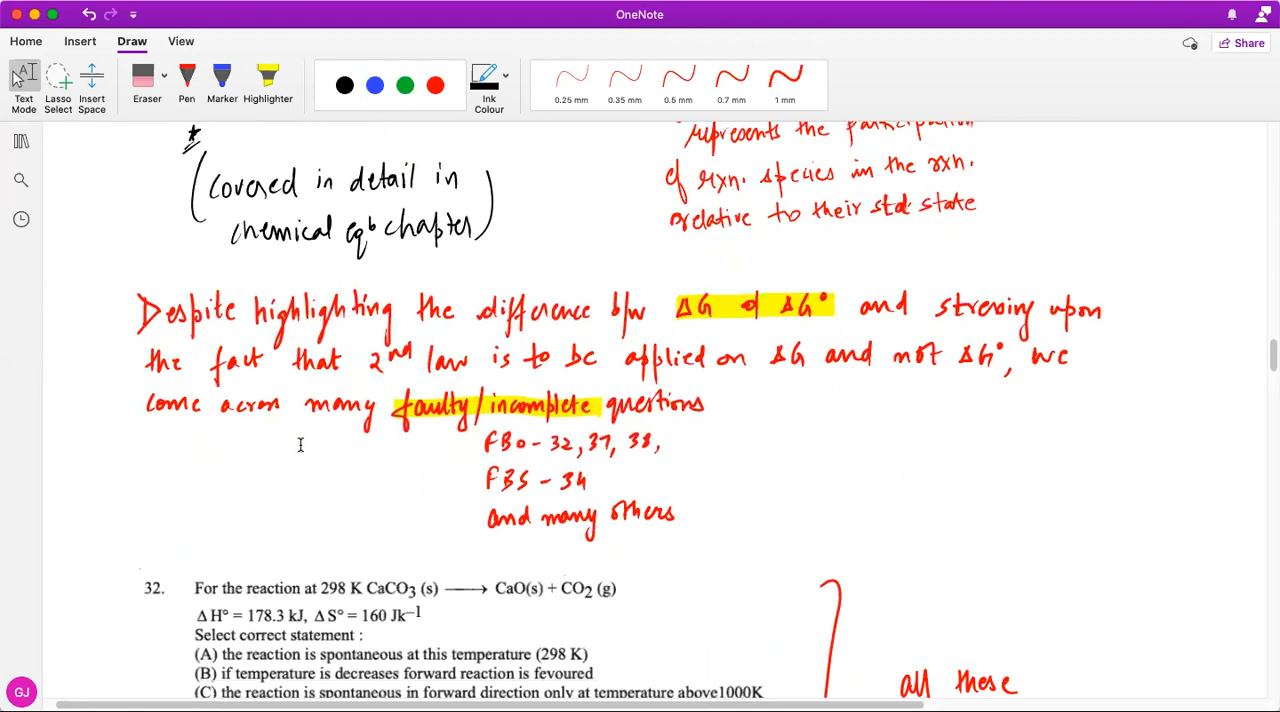 OneNote
Home Insert Draw View
Share
Text Mode
Lasso Select
Insert Space
Eraser
Pen
Marker
Highlighter
Ink Colour
0.25 mm 0.35 mm 0.5 mm 0.7 mm 1 mm
represents the participation
of rxn. species in the rxn.
relative to their std. state
*
(covered in detail in
chemical eqb chapter)
Despite highlighting the difference b/w ΔG & ΔG° and stressing upon
the fact that 2nd law is to be applied on ΔG and not ΔG°, we
come across many faulty/incomplete questions
FBQ - 32, 37, 38,
FBS - 34
and many others
32. For the reaction at 298 K CaCO3 (s) ⟶ CaO(s) + CO2 (g)
Δ H° = 178.3 kJ, Δ S° = 160 Jk–1
Select correct statement :
(A) the reaction is spontaneous at this temperature (298 K)
(B) if temperature is decreases forward reaction is fevoured
(C) the reaction is spontaneous in forward direction only at temperature above1000K
all these
GJ